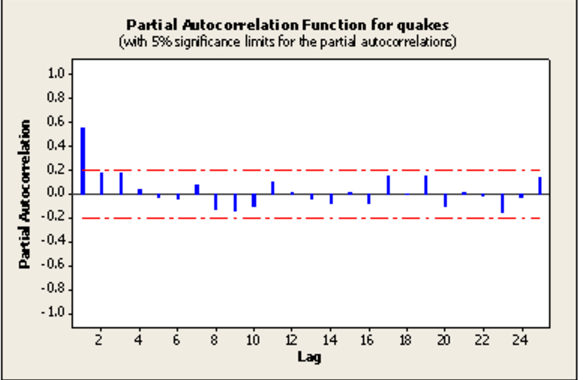 Partial Autocorrelation Function for quakes
(with 5% significance limits for the partial autocorrelations)
Partial Autocorrelation
1.0
0.8
0.6
0.4
0.2
0.0
-0.2
-0.4
-0.6
-0.8
-1.0
2 4 6 8 10 12 14 16 18 20 22 24
Lag